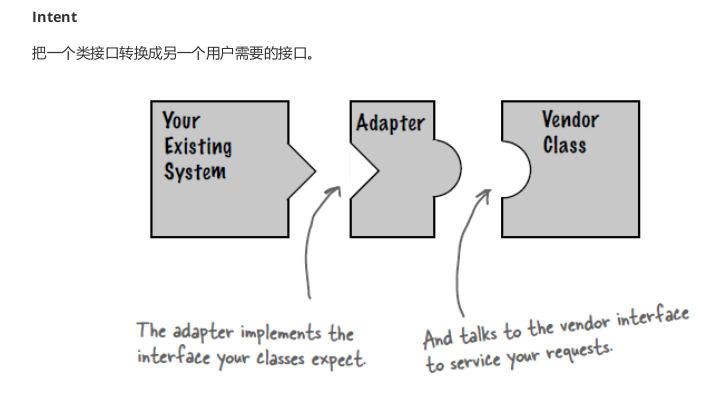 Intent
把一个类接口转换成另一个用户需要的接口。
Your
Existing
System
Adapter
Vendor
Class
The adapter implements the
interface your classes expect.
And talks to the vendor interface
to service your requests.